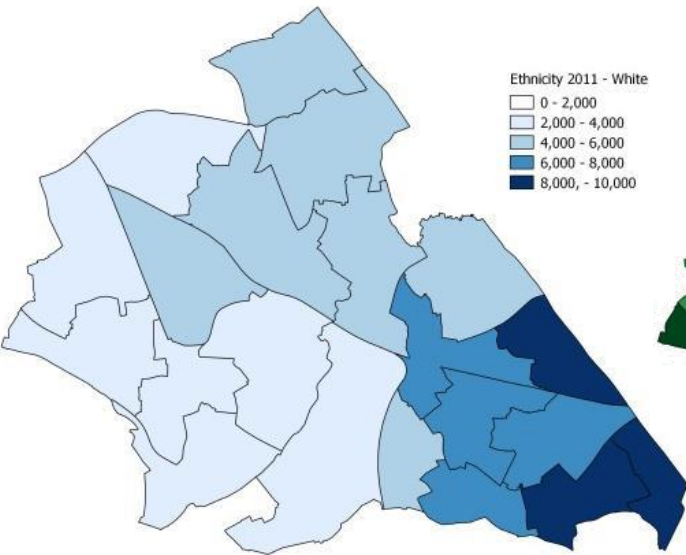 Ethnicity 2011 - White
0 - 2,000
2,000 - 4,000
4,000 - 6,000
6,000 - 8,000
8,000, - 10,000